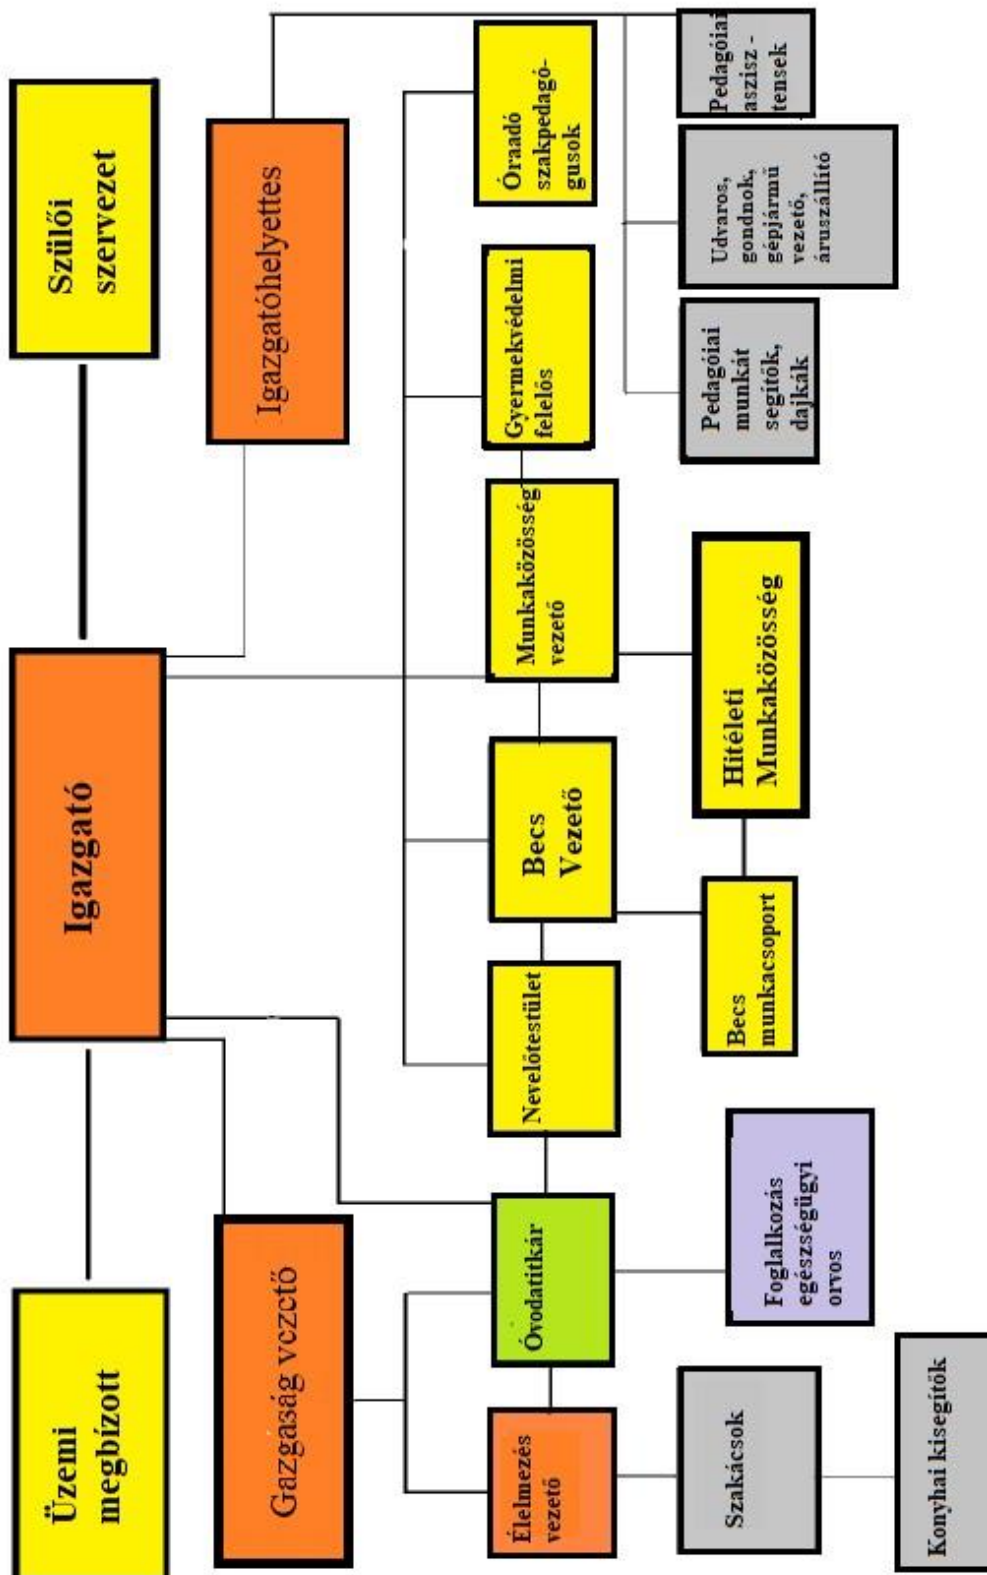 Üzemi
megbízott
Igazgató
Szülői
szervezet
Gazgaság vczctő
Igazgatóhelyettes
Élelmezés
vezető
Óvodatitkár
Nevelőtestület
Becs
Vezető
Munkaközösség
vezető
Gyermekvédelmi
felelős
Óraadó
szakpedagó-
gusok
Szakácsok
Foglalkozás
egészségügyi
orvos
Becs
munkacsoport
Hitéleti
Munkaközösség
Pedagóiai
munkát
segítők,
dajkák
Udvaros,
gondnok,
gépjármű
vezető,
áruszállító
Pedagóiai
aszisz -
tensek
Konyhai kisegítők